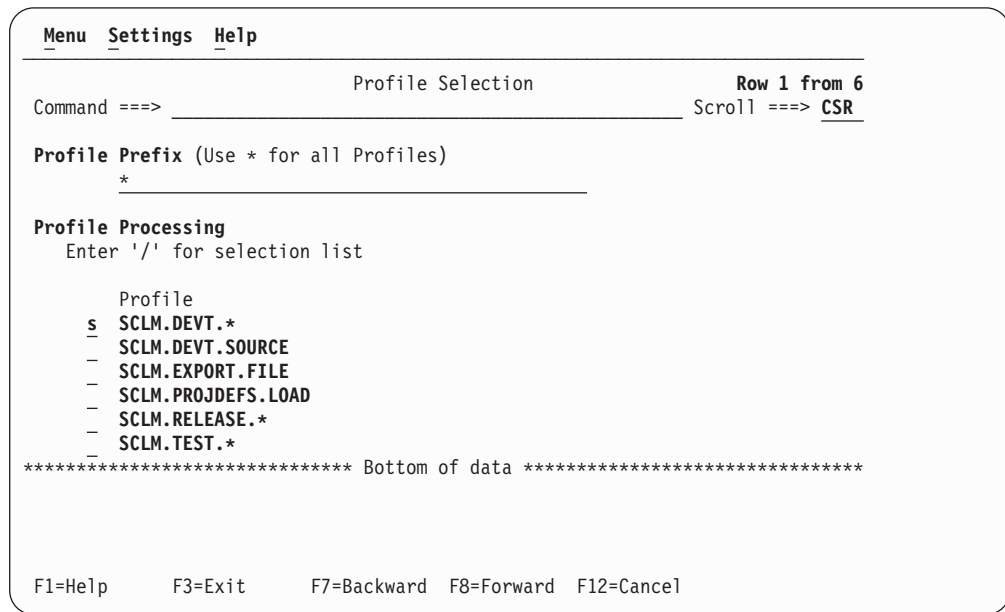 Menu Settings Help
Profile Selection Row 1 from 6
Command ===> ________________________________________________ Scroll ===> CSR
Profile Prefix (Use * for all Profiles)
*
Profile Processing
Enter '/' for selection list
Profile
s SCLM.DEVT.*
_ SCLM.DEVT.SOURCE
_ SCLM.EXPORT.FILE
_ SCLM.PROJDEFS.LOAD
_ SCLM.RELEASE.*
_ SCLM.TEST.*
******************************* Bottom of data ********************************
F1=Help F3=Exit F7=Backward F8=Forward F12=Cancel